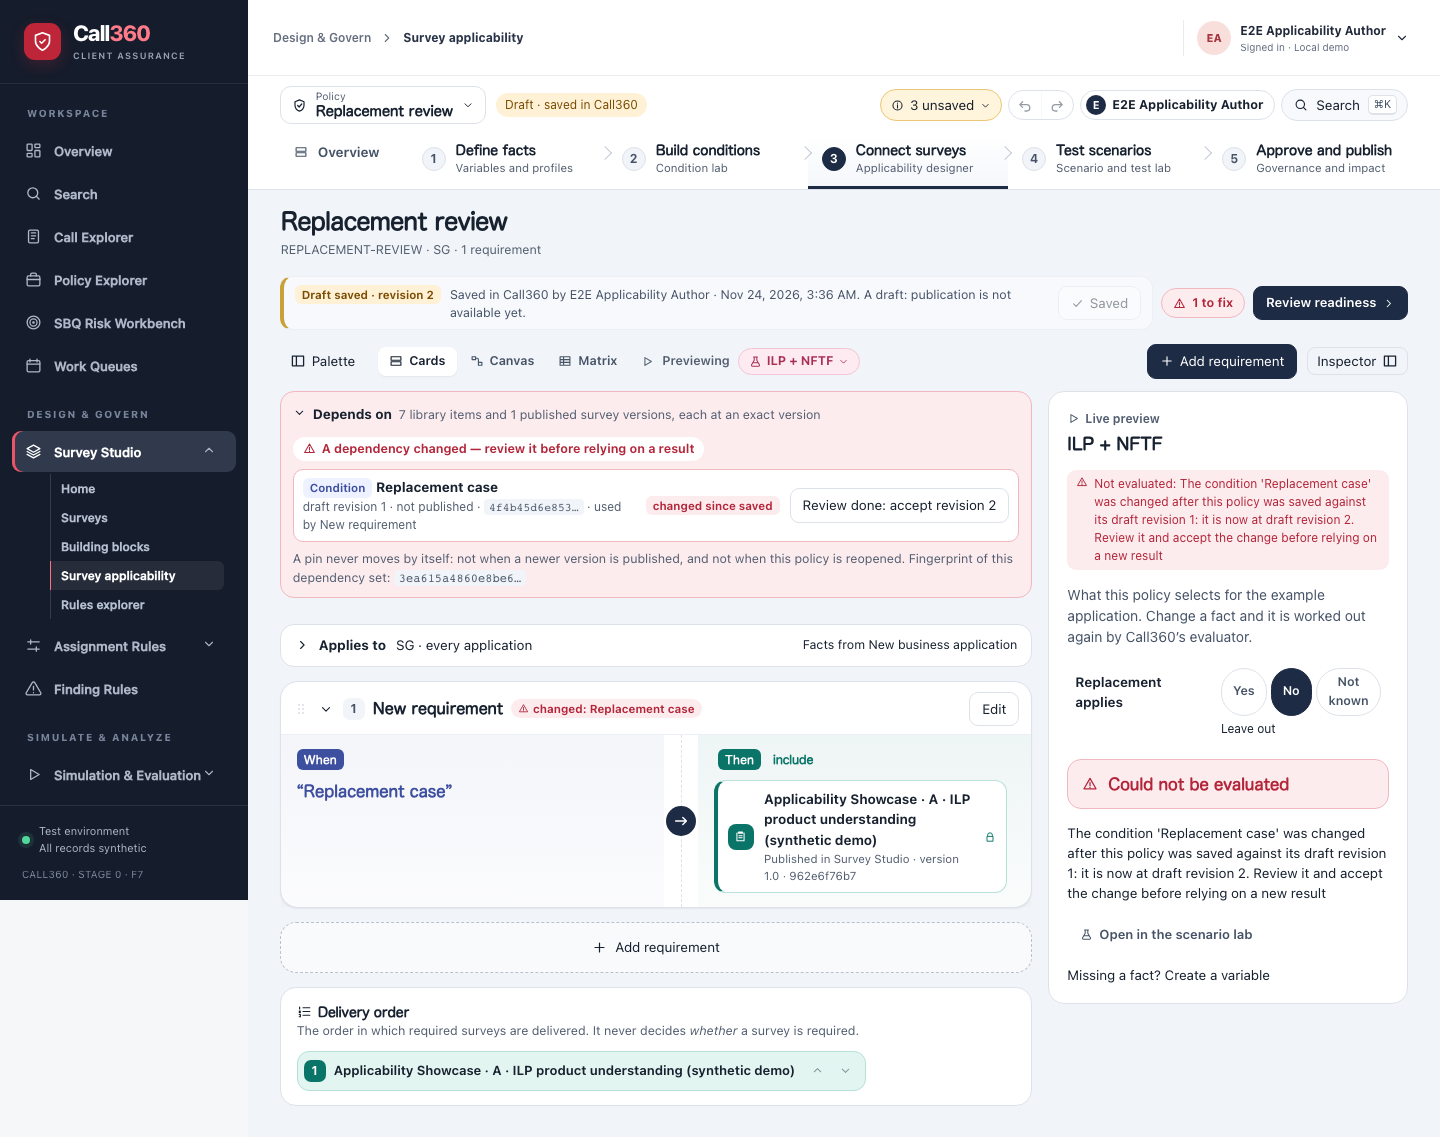 Call360
CLIENT ASSURANCE
WORKSPACE
Overview
Search
Call Explorer
Policy Explorer
SBQ Risk Workbench
Work Queues
DESIGN & GOVERN
Survey Studio
Home
Surveys
Building blocks
Survey applicability
Rules explorer
Assignment Rules
Finding Rules
SIMULATE & ANALYZE
Simulation & Evaluation
Test environment
All records synthetic
CALL360 · STAGE 0 · F7
Design & Govern
Survey applicability
EA
E2E Applicability Author
Signed in · Local demo
Policy
Replacement review
Draft · saved in Call360
3 unsaved
E
E2E Applicability Author
Search
⌘K
Overview
1
Define facts
Variables and profiles
2
Build conditions
Condition lab
3
Connect surveys
Applicability designer
4
Test scenarios
Scenario and test lab
5
Approve and publish
Governance and impact
Replacement review
REPLACEMENT-REVIEW · SG · 1 requirement
Draft saved · revision 2
Saved in Call360 by E2E Applicability Author · Nov 24, 2026, 3:36 AM. A draft: publication is not
available yet.
Saved
1 to fix
Review readiness
Palette
Cards
Canvas
Matrix
Previewing
ILP + NFTF
Add requirement
Inspector
Depends on
7 library items and 1 published survey versions, each at an exact version
A dependency changed — review it before relying on a result
Condition
Replacement case
draft revision 1 · not published · 4f4b45d6e853… · used
by New requirement
changed since saved
Review done: accept revision 2
A pin never moves by itself: not when a newer version is published, and not when this policy is reopened. Fingerprint of this
dependency set: 3ea615a4860e8be6…
Applies to
SG · every application
Facts from New business application
1
New requirement
changed: Replacement case
Edit
When
“Replacement case”
Then
include
Applicability Showcase · A · ILP
product understanding
(synthetic demo)
Published in Survey Studio · version
1.0 · 962e6f76b7
Add requirement
Delivery order
The order in which required surveys are delivered. It never decides whether a survey is required.
1
Applicability Showcase · A · ILP product understanding (synthetic demo)
Live preview
ILP + NFTF
Not evaluated: The condition 'Replacement case'
was changed after this policy was saved against
its draft revision 1: it is now at draft revision 2.
Review it and accept the change before relying on
a new result
What this policy selects for the example
application. Change a fact and it is worked out
again by Call360’s evaluator.
Replacement
applies
Yes
No
Not
known
Leave out
Could not be evaluated
The condition 'Replacement case' was changed
after this policy was saved against its draft revision
1: it is now at draft revision 2. Review it and accept
the change before relying on a new result
Open in the scenario lab
Missing a fact? Create a variable